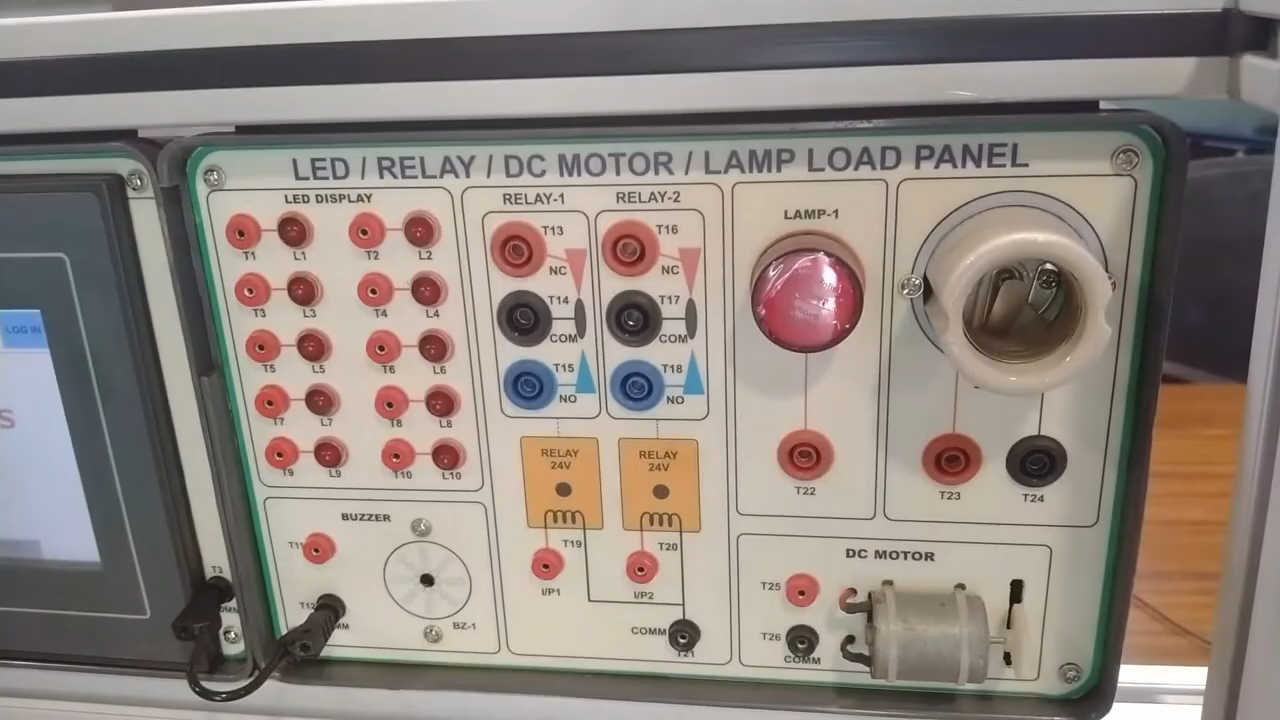 LED / RELAY / DC MOTOR / LAMP LOAD PANEL
LED DISPLAY
T1 L1 T2 L2
T3 L3 T4 L4
T5 L5 T6 L6
T7 L7 T8 L8
T9 L9 T10 L10
BUZZER
T11
T12
BZ-1
RELAY-1
T13
NC
T14
COM
T15
NO
RELAY-2
T16
NC
T17
COM
T18
NO
RELAY
24V
RELAY
24V
T19
I/P1
T20
I/P2
COMM
T21
LAMP-1
T22
T23
T24
DC MOTOR
T25
T26
COMM
LOG IN
S
T3